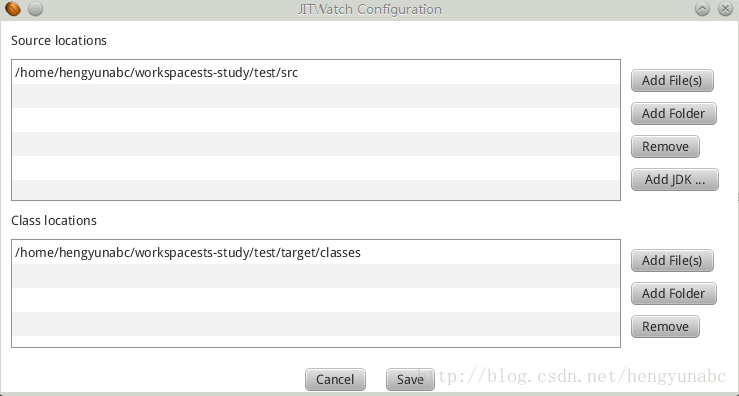 JITWatch Configuration
Source locations
/home/hengyunabc/workspacests-study/test/src
Add File(s)
Add Folder
Remove
Add JDK ...
Class locations
/home/hengyunabc/workspacests-study/test/target/classes
Add File(s)
Add Folder
Remove
Cancel
Save
http://blog.csdn.net/hengyunabc